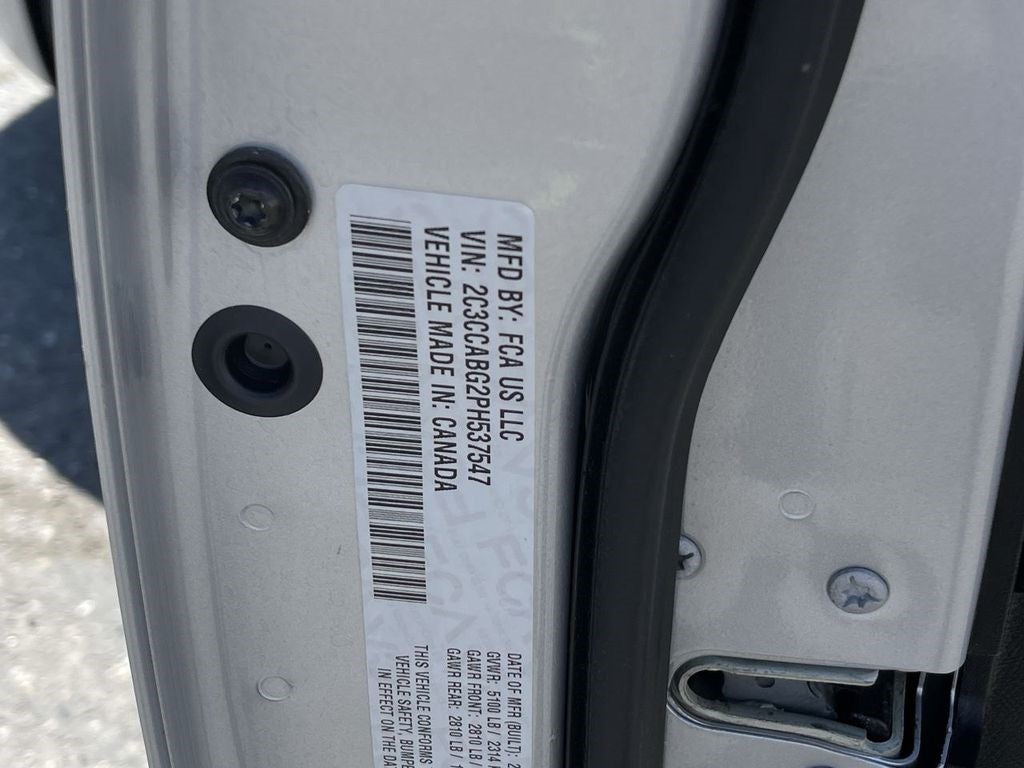 MFD BY: FCA US LLC
VIN: 2C3CCABG2PH537547
VEHICLE MADE IN: CANADA
DATE OF MFR (BUILT): 2
GVWR: 5100 LB / 2314 K
GAWR FRONT: 2810 LB /
GAWR REAR: 2810 LB / 1
THIS VEHICLE CONFORMS
VEHICLE SAFETY, BUMPE
IN EFFECT ON THE DA